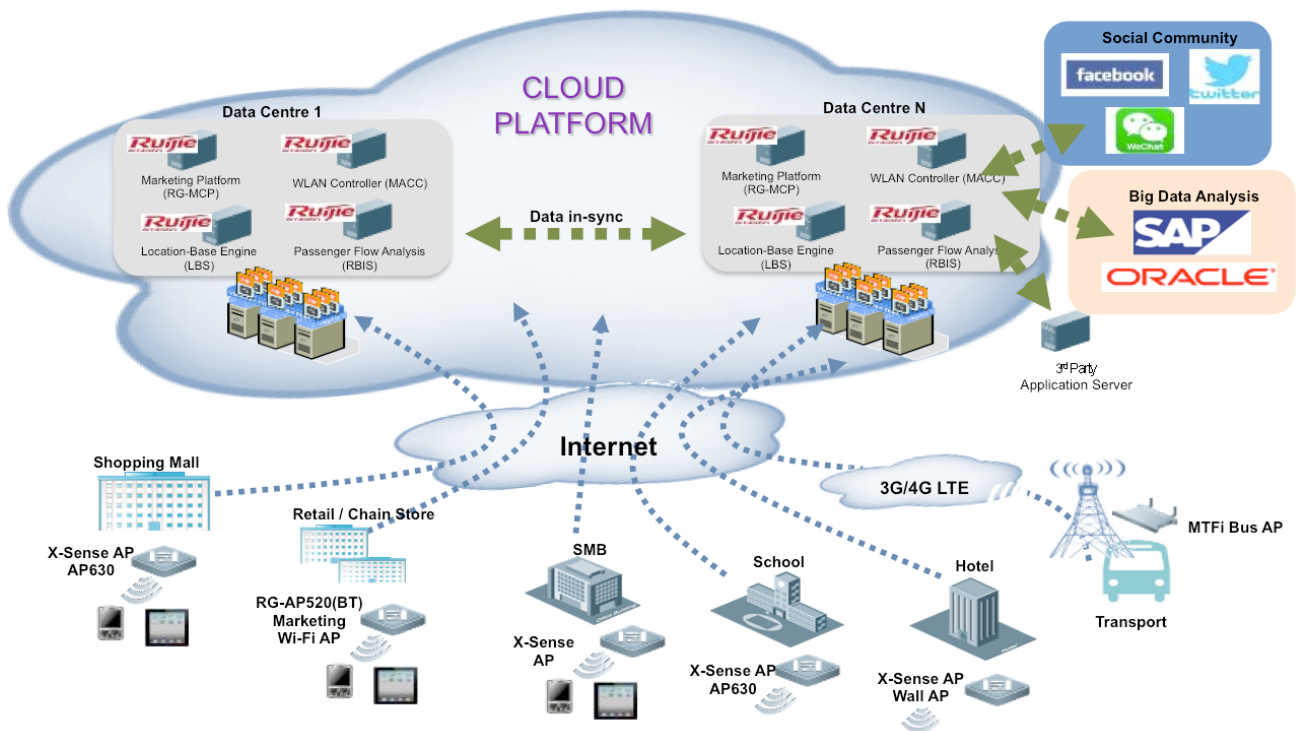 CLOUD
PLATFORM
Data Centre 1
Ruijie
Ruijie
Marketing Platform
(RG-MCP)
WLAN Controller (MACC)
Ruijie
Ruijie
Location-Base Engine
(LBS)
Passenger Flow Analysis
(RBIS)
Data in-sync
Data Centre N
Ruijie
Ruijie
Marketing Platform
(RG-MCP)
WLAN Controller (MACC)
Ruijie
Ruijie
Location-Base Engine
(LBS)
Passenger Flow Analys
(RBIS)
Social Community
facebook
twitter
WeChat
Big Data Analysis
SAP
ORACLE
3rd Party
Application Server
Internet
3G/4G LTE
Shopping Mall
X-Sense AP
AP630
Retail / Chain Store
RG-AP520(BT)
Marketing
Wi-Fi AP
SMB
X-Sense
AP
School
X-Sense AP
AP630
Hotel
X-Sense AP
Wall AP
MTFi Bus AP
Transport